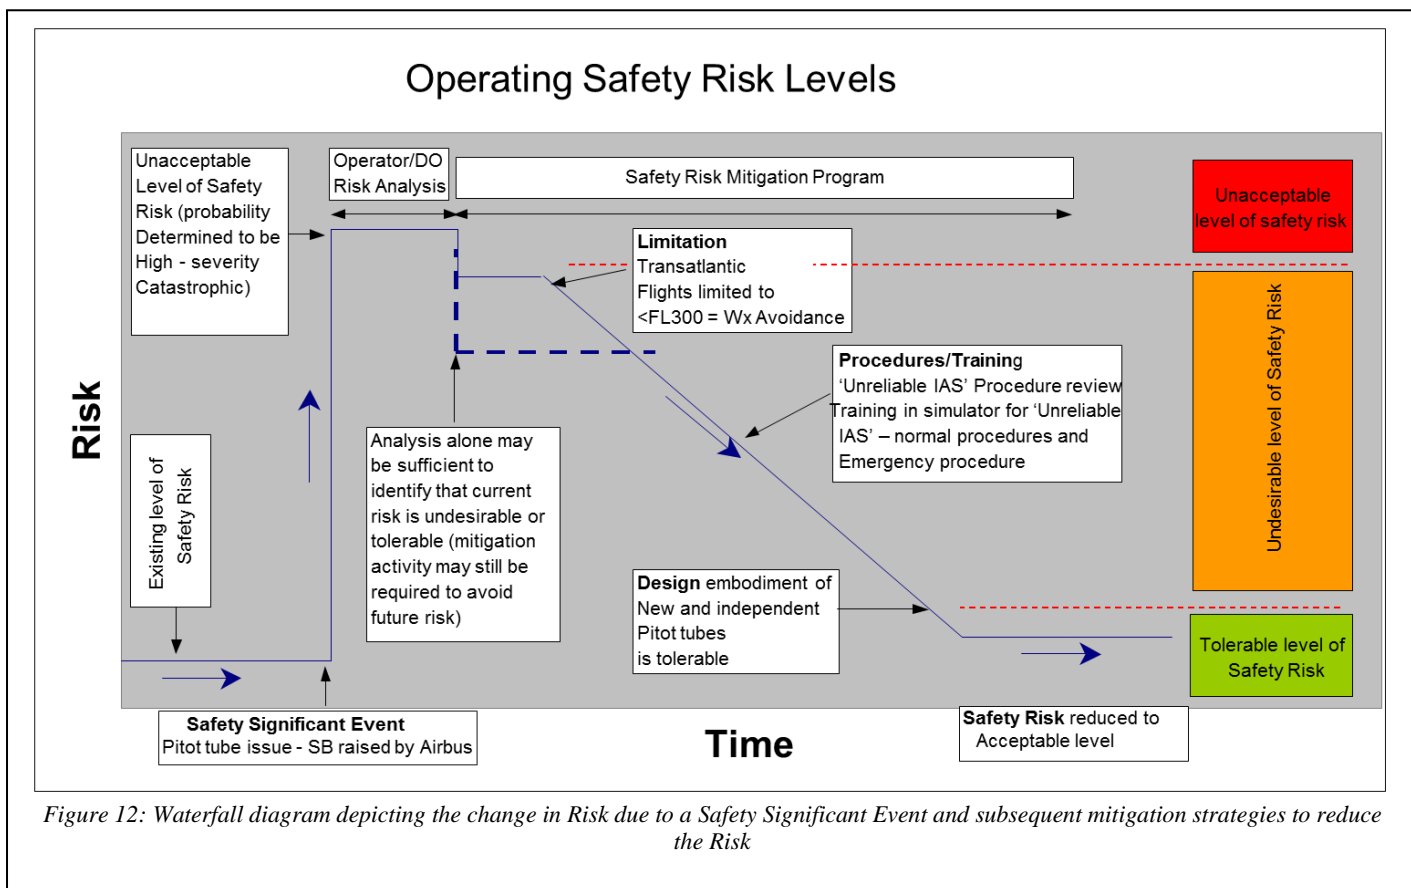 Operating Safety Risk Levels
Unacceptable
Level of Safety
Risk (probability
Determined to be
High - severity
Catastrophic)
Operator/DO
Risk Analysis
Safety Risk Mitigation Program
Unacceptable
level of safety risk
Limitation
Transatlantic
Flights limited to
<FL300 = Wx Avoidance
Undesirable level of Safety Risk
Procedures/Training
‘Unreliable IAS’ Procedure review
Training in simulator for ‘Unreliable
IAS’ – normal procedures and
Emergency procedure
Risk
Existing level of
Safety Risk
Analysis alone may
be sufficient to
identify that current
risk is undesirable or
tolerable (mitigation
activity may still be
required to avoid
future risk)
Design embodiment of
New and independent
Pitot tubes
is tolerable
Tolerable level of
Safety Risk
Safety Significant Event
Pitot tube issue - SB raised by Airbus
Time
Safety Risk reduced to
Acceptable level
Figure 12: Waterfall diagram depicting the change in Risk due to a Safety Significant Event and subsequent mitigation strategies to reduce
the Risk